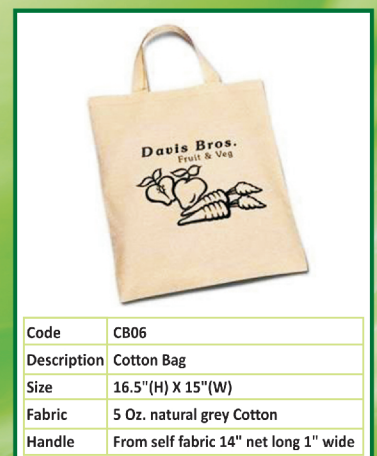 Davis Bros.
Fruit & Veg
Code CB06
Description Cotton Bag
Size 16.5"(H) X 15"(W)
Fabric 5 Oz. natural grey Cotton
Handle From self fabric 14" net long 1" wide